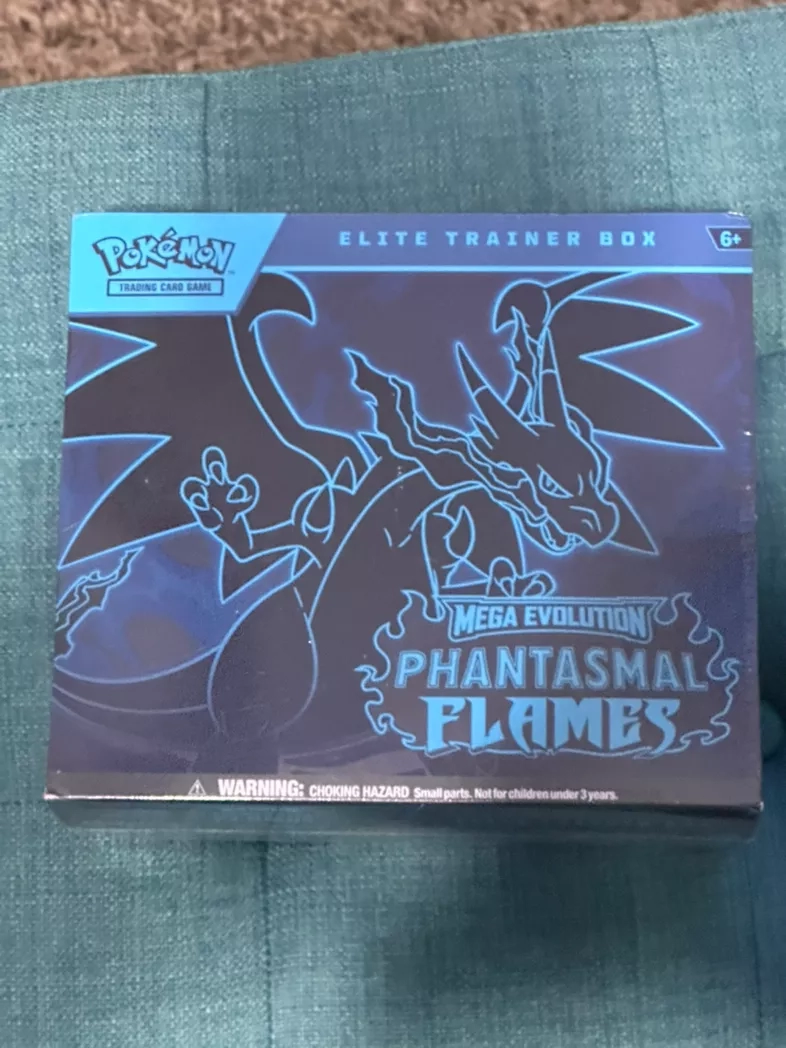 POKéMON
TRADING CARD GAME
ELITE TRAINER BOX
6+
MEGA EVOLUTION
PHANTASMAL
FLAMES
WARNING: CHOKING HAZARD Small parts. Not for children under 3 years.